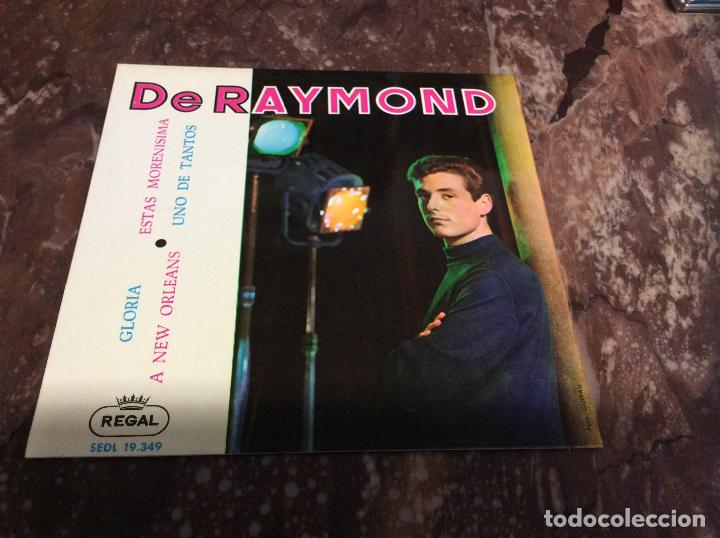 De RAYMOND
GLORIA
ESTAS MORENISIMA
A NEW ORLEANS
UNO DE TANTOS
REGAL
SEDL 19.349
todocoleccion